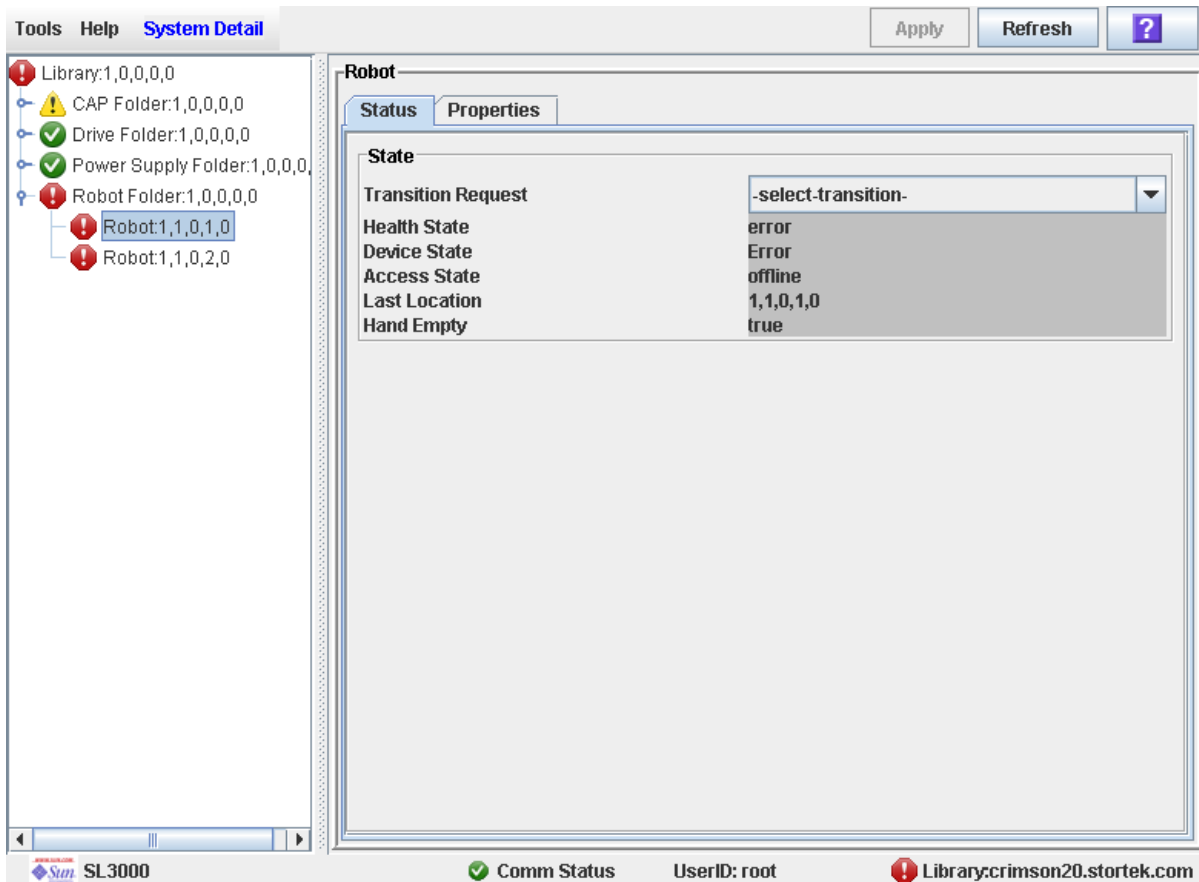 Tools Help System Detail Apply Refresh ?
Library:1,0,0,0,0
CAP Folder:1,0,0,0,0
Drive Folder:1,0,0,0,0
Power Supply Folder:1,0,0,0,
Robot Folder:1,0,0,0,0
Robot:1,1,0,1,0
Robot:1,1,0,2,0
Robot
Status Properties
State
Transition Request -select-transition-
Health State error
Device State Error
Access State offline
Last Location 1,1,0,1,0
Hand Empty true
Sun SL3000 Comm Status UserID: root Library:crimson20.stortek.com